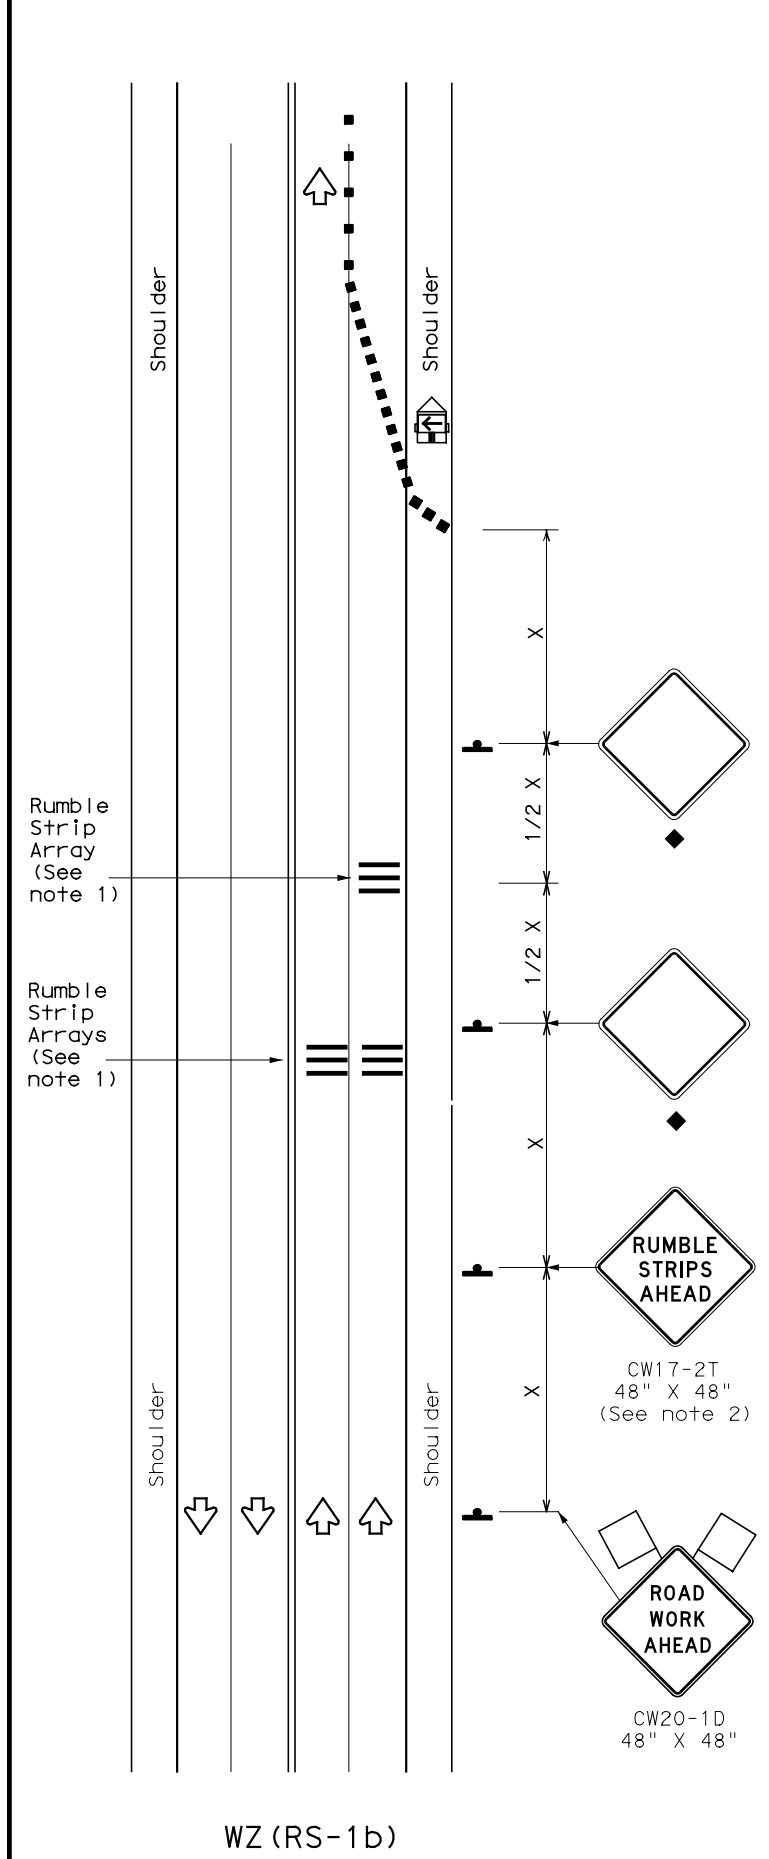 Shoulder
Shoulder
X
1/2 X
Rumble
Strip
Array
(See
note 1)
1/2 X
Rumble
Strip
Arrays
(See
note 1)
X
RUMBLE
STRIPS
AHEAD
CW17-2T
48" X 48"
(See note 2)
X
Shoulder
Shoulder
ROAD
WORK
AHEAD
CW20-1D
48" X 48"
WZ(RS-1b)